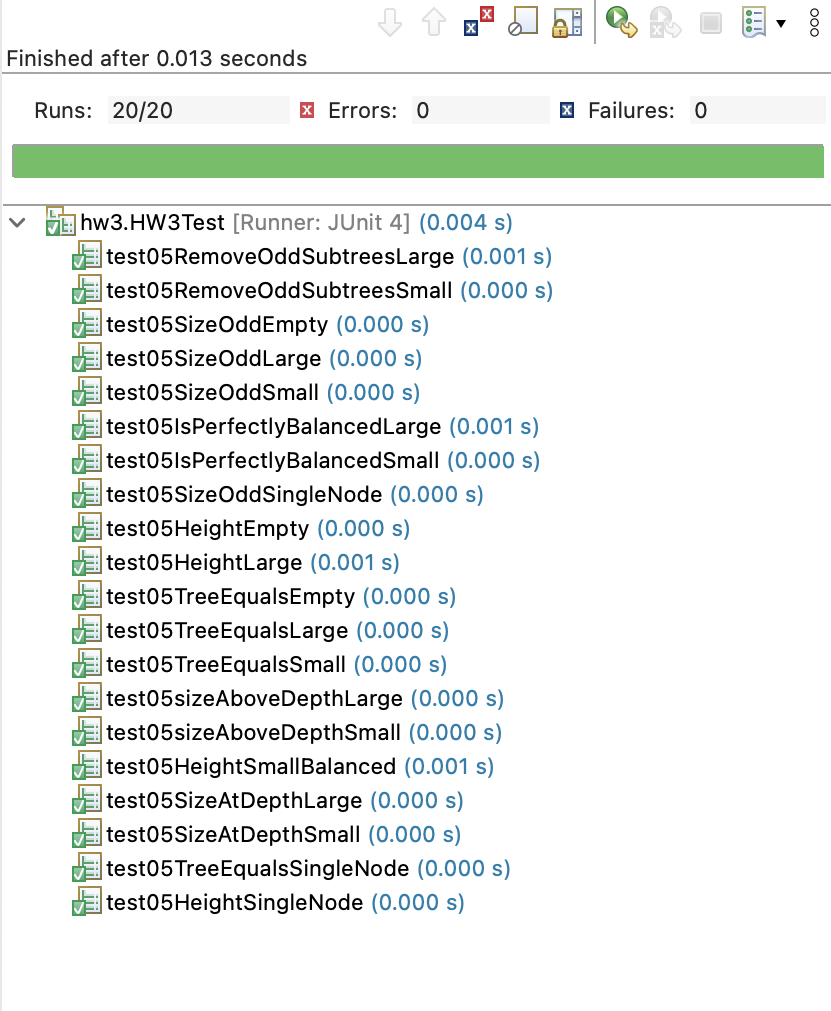 Finished after 0.013 seconds
Runs: 20/20 Errors: 0 Failures: 0
hw3.HW3Test [Runner: JUnit 4] (0.004 s)
test05RemoveOddSubtreesLarge (0.001 s)
test05RemoveOddSubtreesSmall (0.000 s)
test05SizeOddEmpty (0.000 s)
test05SizeOddLarge (0.000 s)
test05SizeOddSmall (0.000 s)
test05IsPerfectlyBalancedLarge (0.001 s)
test05IsPerfectlyBalancedSmall (0.000 s)
test05SizeOddSingleNode (0.000 s)
test05HeightEmpty (0.000 s)
test05HeightLarge (0.001 s)
test05TreeEqualsEmpty (0.000 s)
test05TreeEqualsLarge (0.000 s)
test05TreeEqualsSmall (0.000 s)
test05sizeAboveDepthLarge (0.000 s)
test05sizeAboveDepthSmall (0.000 s)
test05HeightSmallBalanced (0.001 s)
test05SizeAtDepthLarge (0.000 s)
test05SizeAtDepthSmall (0.000 s)
test05TreeEqualsSingleNode (0.000 s)
test05HeightSingleNode (0.000 s)